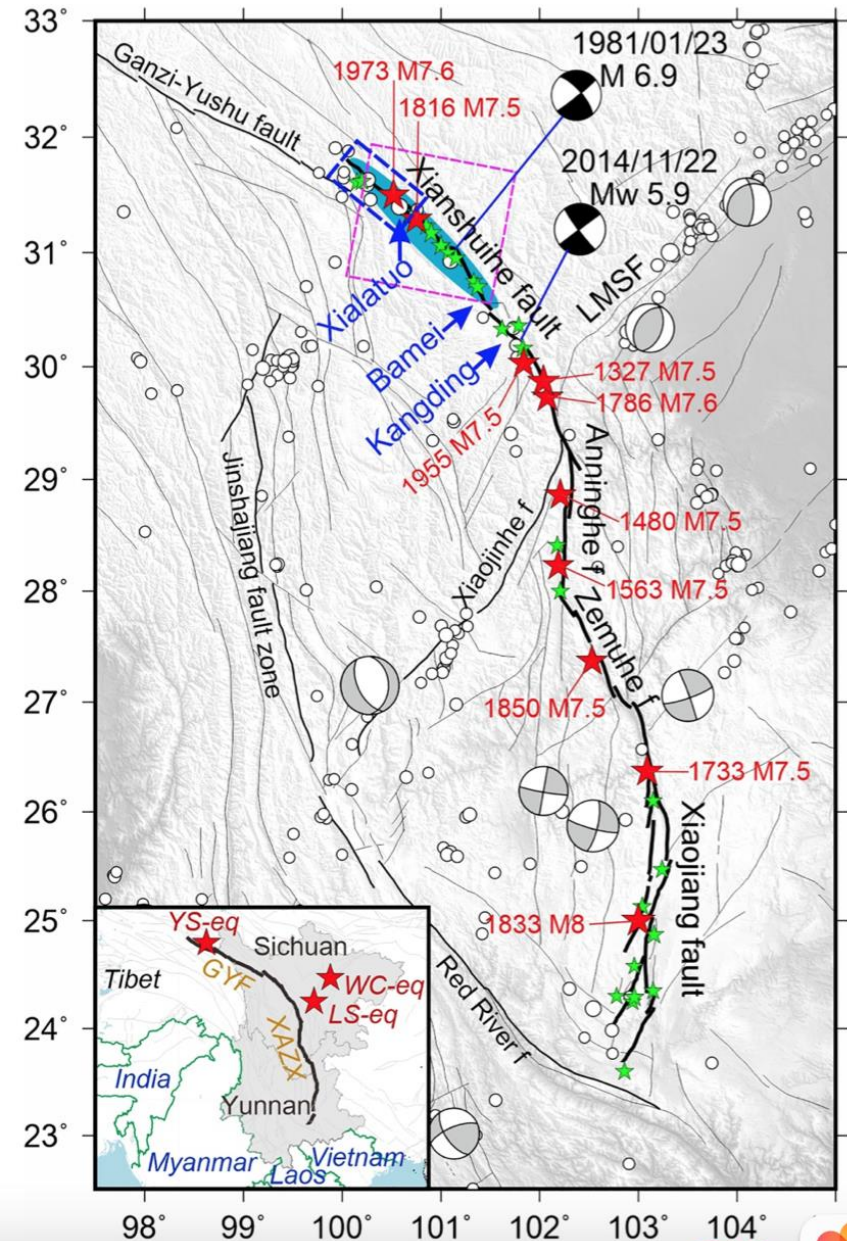 33°
32°
31°
30°
29°
28°
27°
26°
25°
24°
23°
Ganzi-Yushu fault
1973 M7.6
1816 M7.5
1981/01/23
M 6.9
2014/11/22
Mw 5.9
Xianshuihe fault
LMSF
Xialatuo
Bamei
Kangding
1327 M7.5
1786 M7.6
1955 M7.5
Anninghe f
1480 M7.5
Jinshajiang fault zone
Xiaojinhe f
1563 M7.5
Zemuhe f
1850 M7.5
1733 M7.5
Xiaojiang fault
1833 M8
Red River f
YS-eq
Sichuan
GYF
Tibet
WC-eq
LS-eq
XAZX
India
Yunnan
Myanmar
Laos
Vietnam
98° 99° 100° 101° 102° 103° 104°